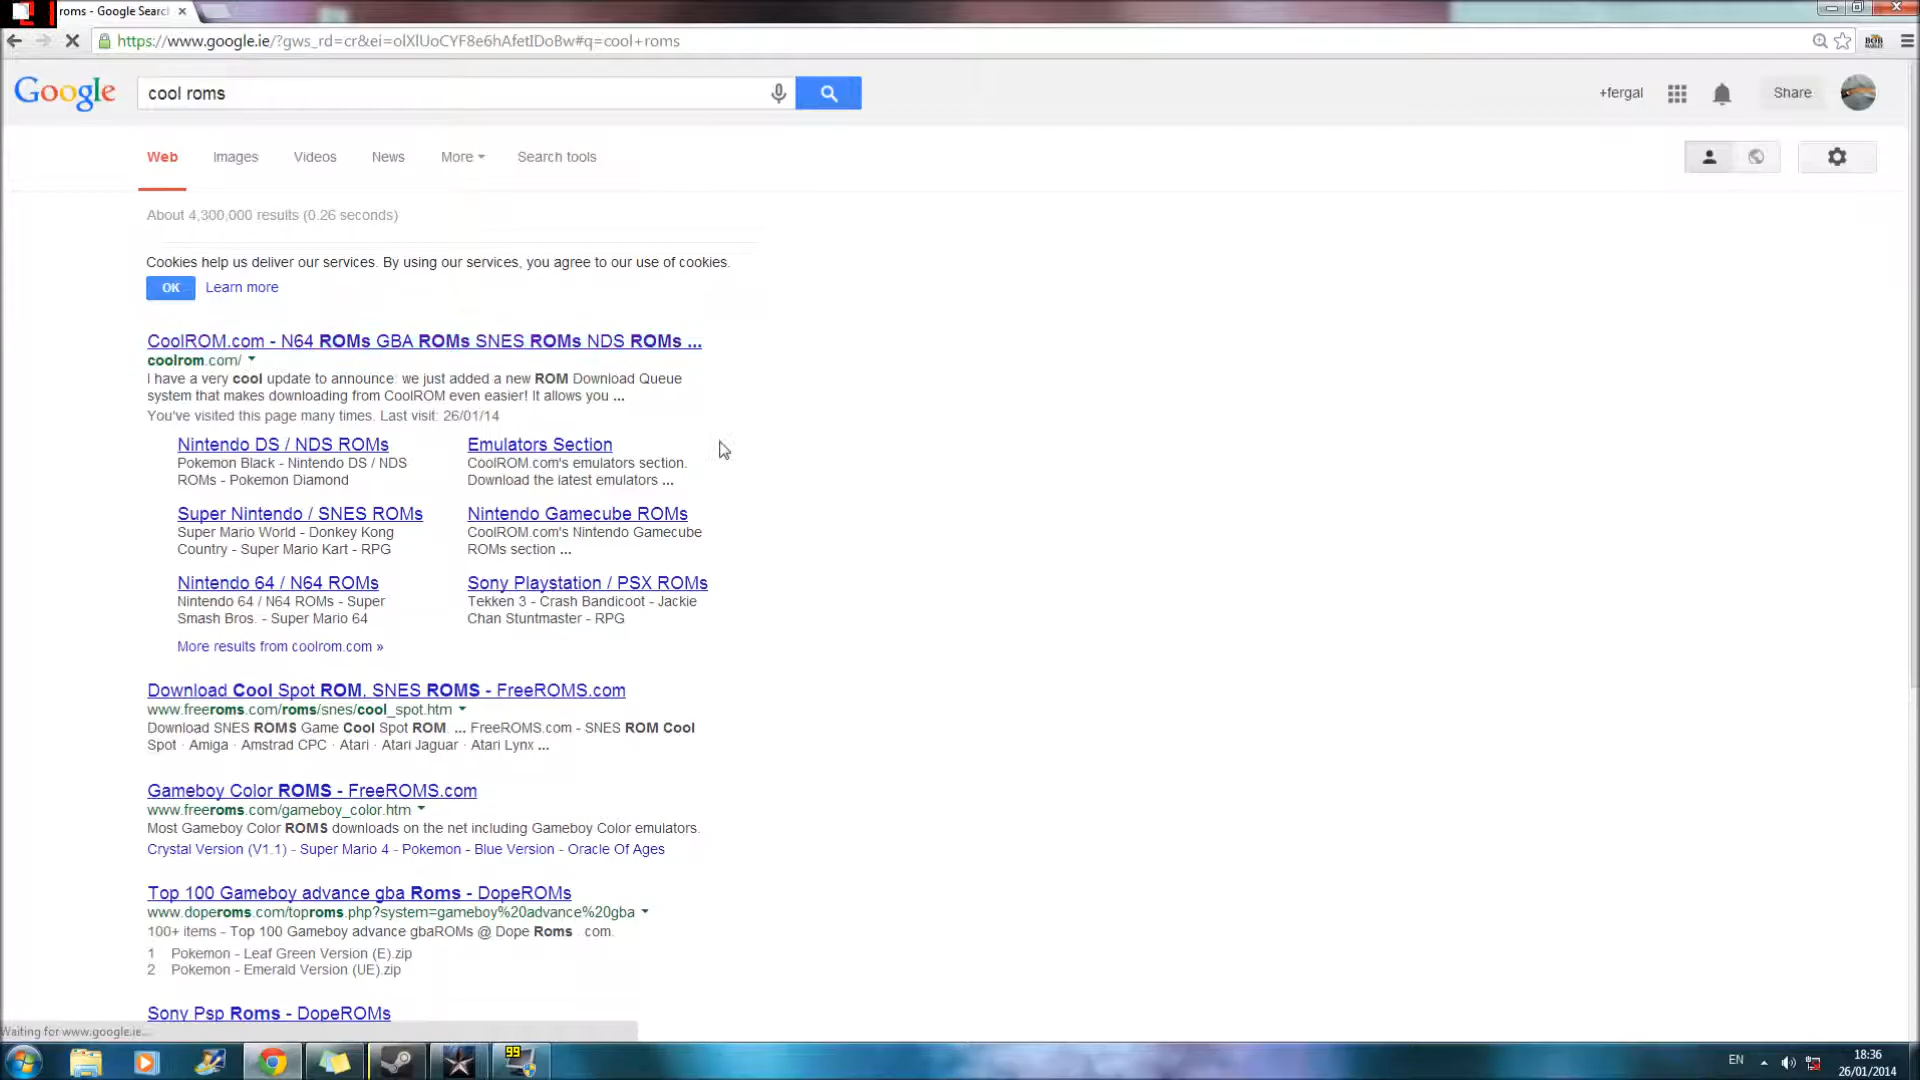 roms - Google Searc
https://www.google.ie/?gws_rd=cr&ei=olXlUoCYF8e6hAfetIDoBw#q=cool+roms
Google
cool roms
+fergal
Share
Web
Images
Videos
News
More
Search tools
About 4,300,000 results (0.26 seconds)
Cookies help us deliver our services. By using our services, you agree to our use of cookies.
OK
Learn more
CoolROM.com - N64 ROMs GBA ROMs SNES ROMs NDS ROMs ...
coolrom.com/
I have a very cool update to announce: we just added a new ROM Download Queue
system that makes downloading from CoolROM even easier! It allows you ...
You've visited this page many times. Last visit: 26/01/14
Nintendo DS / NDS ROMs
Pokemon Black - Nintendo DS / NDS
ROMs - Pokemon Diamond
Emulators Section
CoolROM.com's emulators section.
Download the latest emulators ...
Super Nintendo / SNES ROMs
Super Mario World - Donkey Kong
Country - Super Mario Kart - RPG
Nintendo Gamecube ROMs
CoolROM.com's Nintendo Gamecube
ROMs section ...
Nintendo 64 / N64 ROMs
Nintendo 64 / N64 ROMs - Super
Smash Bros. - Super Mario 64
Sony Playstation / PSX ROMs
Tekken 3 - Crash Bandicoot - Jackie
Chan Stuntmaster - RPG
More results from coolrom.com »
Download Cool Spot ROM, SNES ROMS - FreeROMS.com
www.freeroms.com/roms/snes/cool_spot.htm
Download SNES ROMS Game Cool Spot ROM. ... FreeROMS.com - SNES ROM Cool
Spot · Amiga · Amstrad CPC · Atari · Atari Jaguar · Atari Lynx ...
Gameboy Color ROMS - FreeROMS.com
www.freeroms.com/gameboy_color.htm
Most Gameboy Color ROMS downloads on the net including Gameboy Color emulators.
Crystal Version (V1.1) - Super Mario 4 - Pokemon - Blue Version - Oracle Of Ages
Top 100 Gameboy advance gba Roms - DopeROMs
www.doperoms.com/toproms.php?system=gameboy%20advance%20gba
100+ items - Top 100 Gameboy advance gbaROMs @ Dope Roms . com.
1 Pokemon - Leaf Green Version (E).zip
2 Pokemon - Emerald Version (UE).zip
Sony Psp Roms - DopeROMs
Waiting for www.google.ie...
99
EN
18:36
26/01/2014